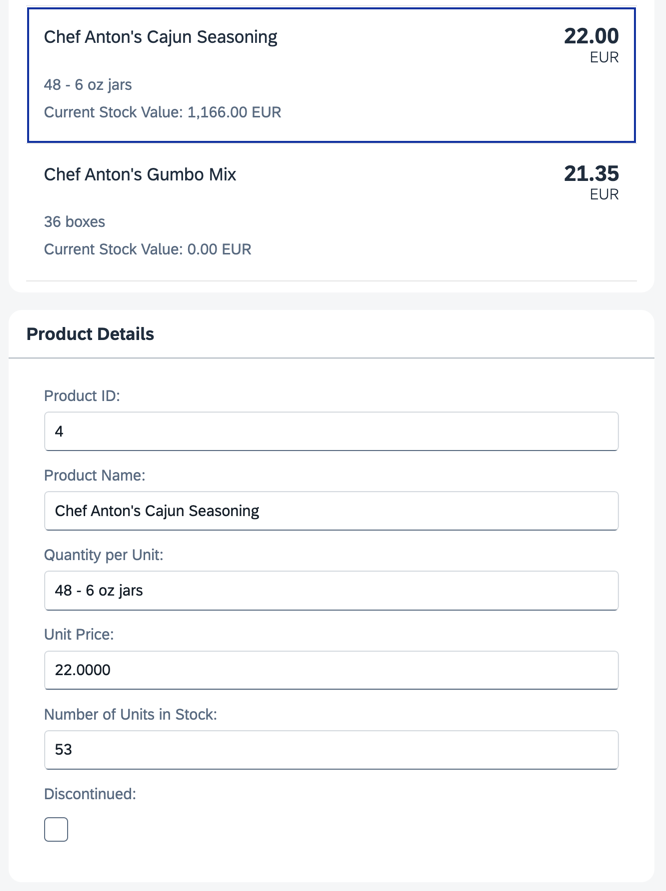 Chef Anton's Cajun Seasoning
22.00
EUR
48 - 6 oz jars
Current Stock Value: 1,166.00 EUR
Chef Anton's Gumbo Mix
21.35
EUR
36 boxes
Current Stock Value: 0.00 EUR
Product Details
Product ID:
4
Product Name:
Chef Anton's Cajun Seasoning
Quantity per Unit:
48 - 6 oz jars
Unit Price:
22.0000
Number of Units in Stock:
53
Discontinued: